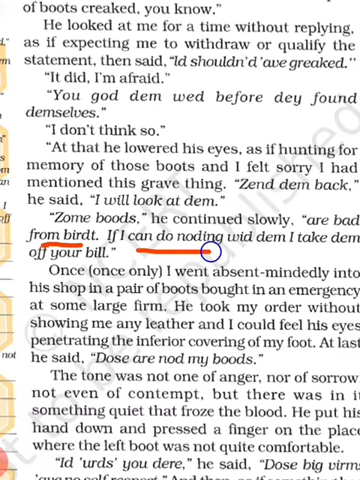 of boots creaked, you know."
He looked at me for a time without replying,
as if expecting me to withdraw or qualify the
statement, then said, "Id shouldn'd 'ave greaked."
"It did, I'm afraid."
"You god dem wed before dey found
demselves."
"I don't think so."
"At that he lowered his eyes, as if hunting for
memory of those boots and I felt sorry I had
mentioned this grave thing. "Zend dem back,"
he said, "I will look at dem."
"Zome boods," he continued slowly, "are bad
from birdt. If I can do noding wid dem I take dem
off your bill."
Once (once only) I went absent-mindedly into
his shop in a pair of boots bought in an emergency
at some large firm. He took my order without
showing me any leather and I could feel his eyes
penetrating the inferior covering of my foot. At last
he said, "Dose are nod my boods."
The tone was not one of anger, nor of sorrow
not even of contempt, but there was in it
something quiet that froze the blood. He put his
hand down and pressed a finger on the place
where the left boot was not quite comfortable.
"Id 'urds' you dere," he said, "Dose big virms
not
off